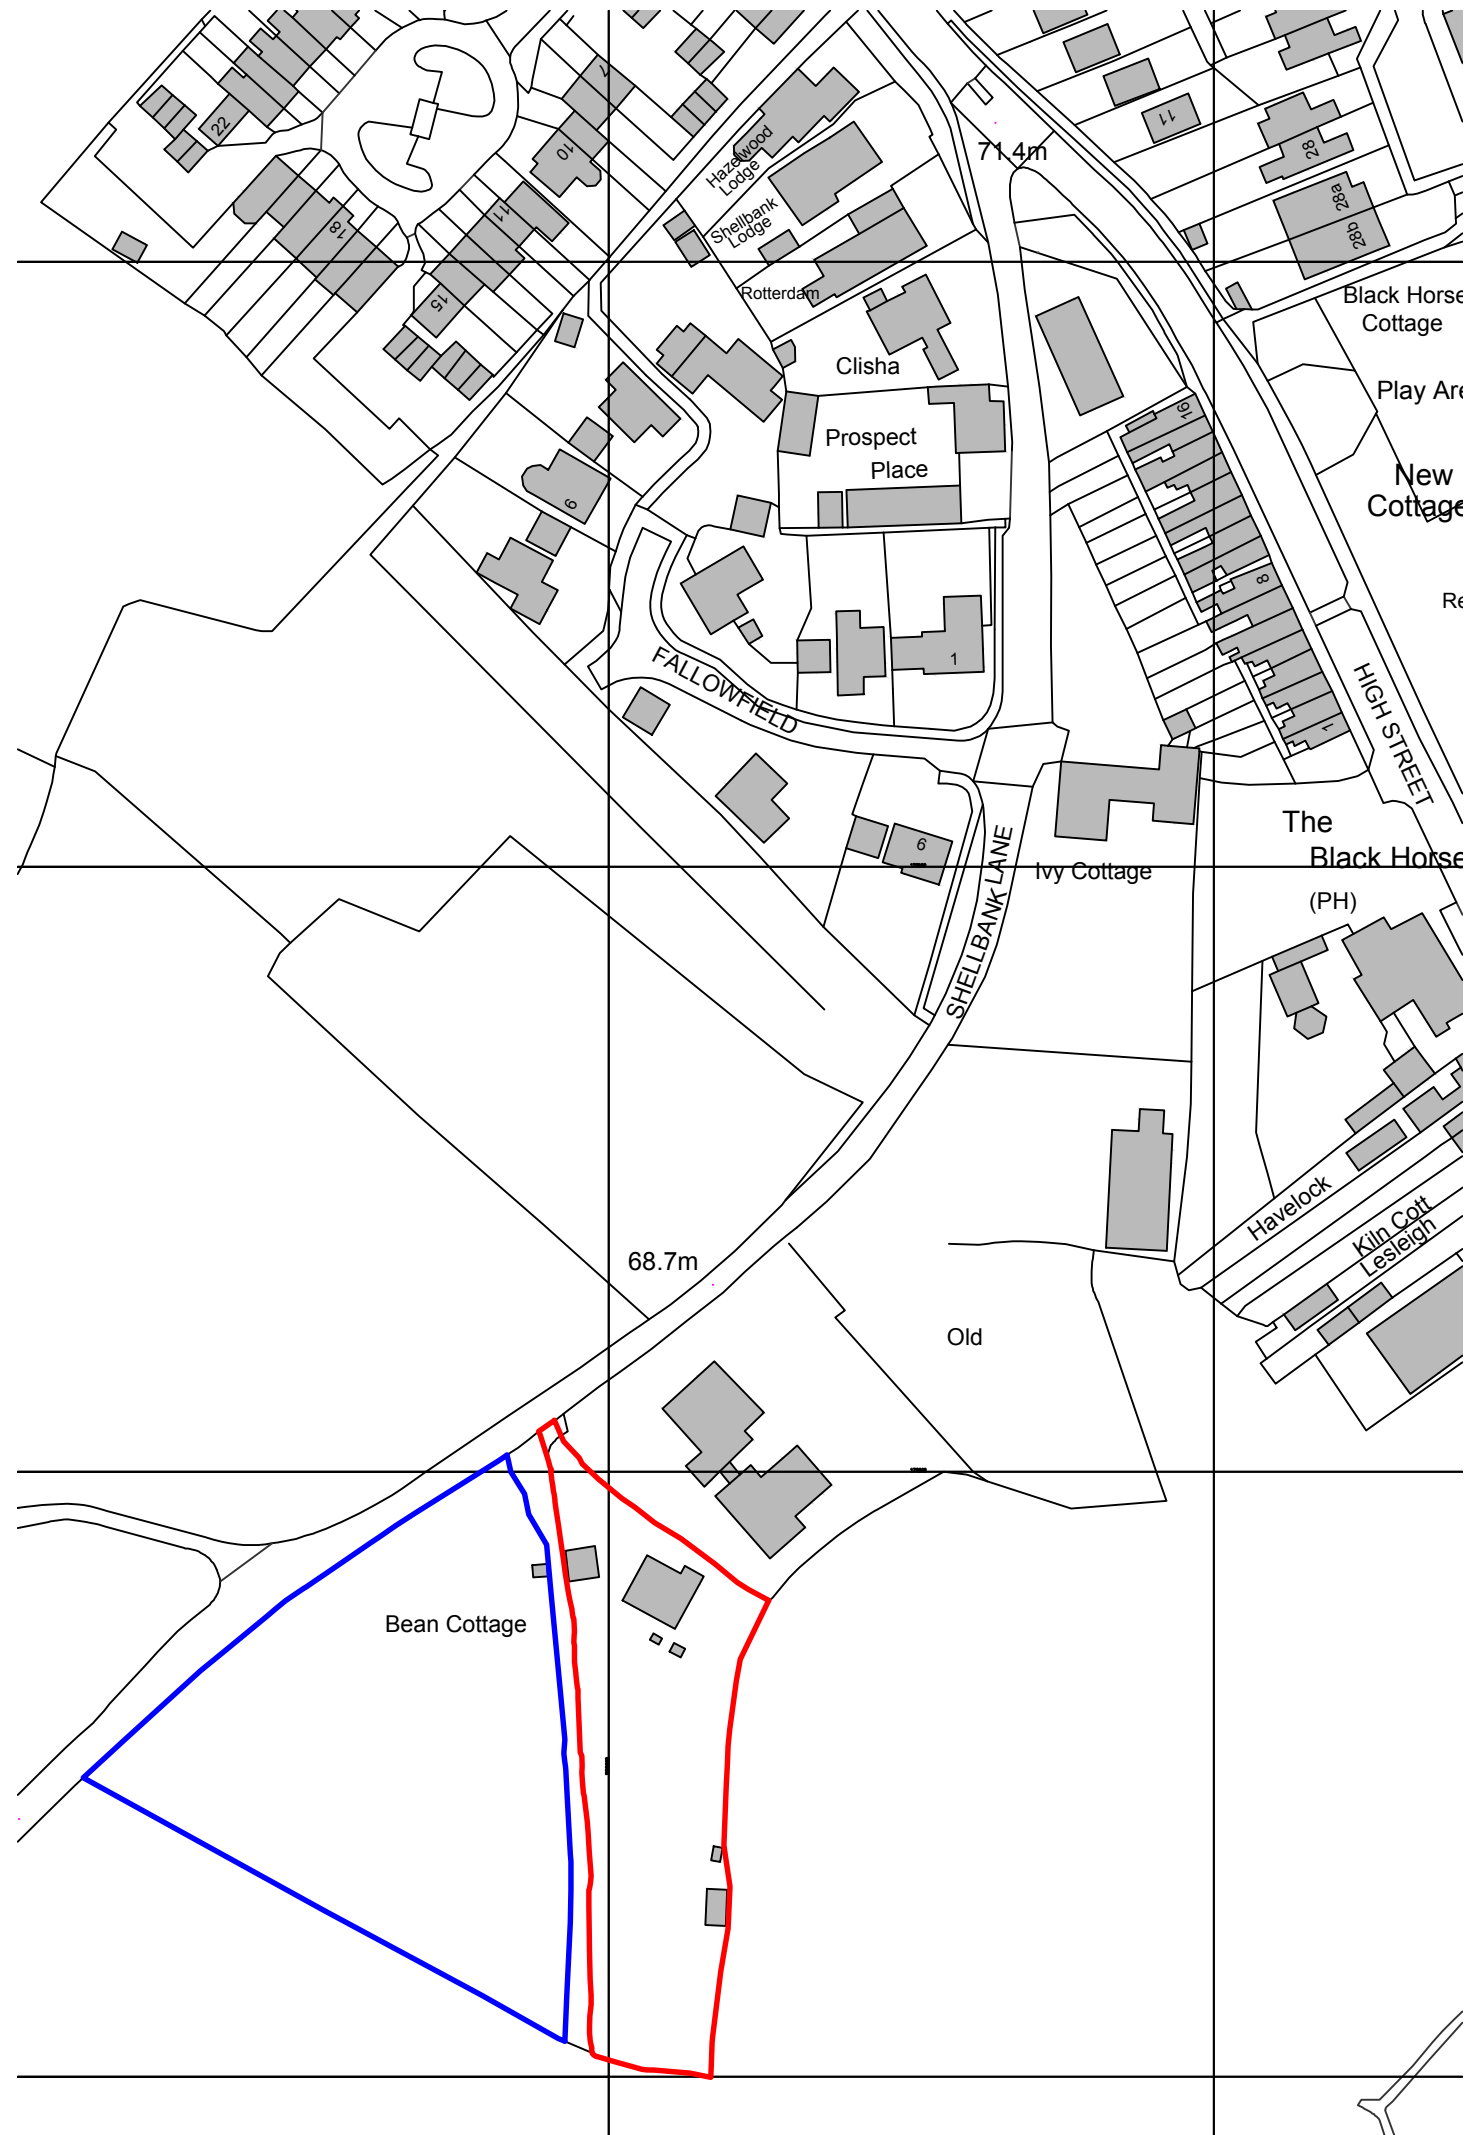 22
7
10
18
11
15
Hazelwood
Lodge
Shellbank
Lodge
Rotterdam
71.4m
11
28
28a
28b
Black Horse
Cottage
Clisha
Play Are
Prospect
Place
16
New
Cottage
9
8
Re
FALLOWFIELD
1
HIGH STREET
1
The
Black Horse
(PH)
6
SHELLBANK LANE
Ivy Cottage
Havelock
Kiln Cott
Lesleigh
68.7m
Old
Bean Cottage